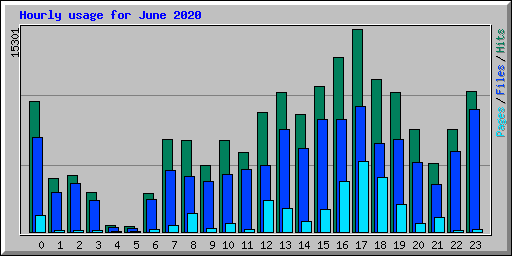 Hourly usage for June 2020
15301
Pages / Files / Hits
0 1 2 3 4 5 6 7 8 9 10 11 12 13 14 15 16 17 18 19 20 21 22 23